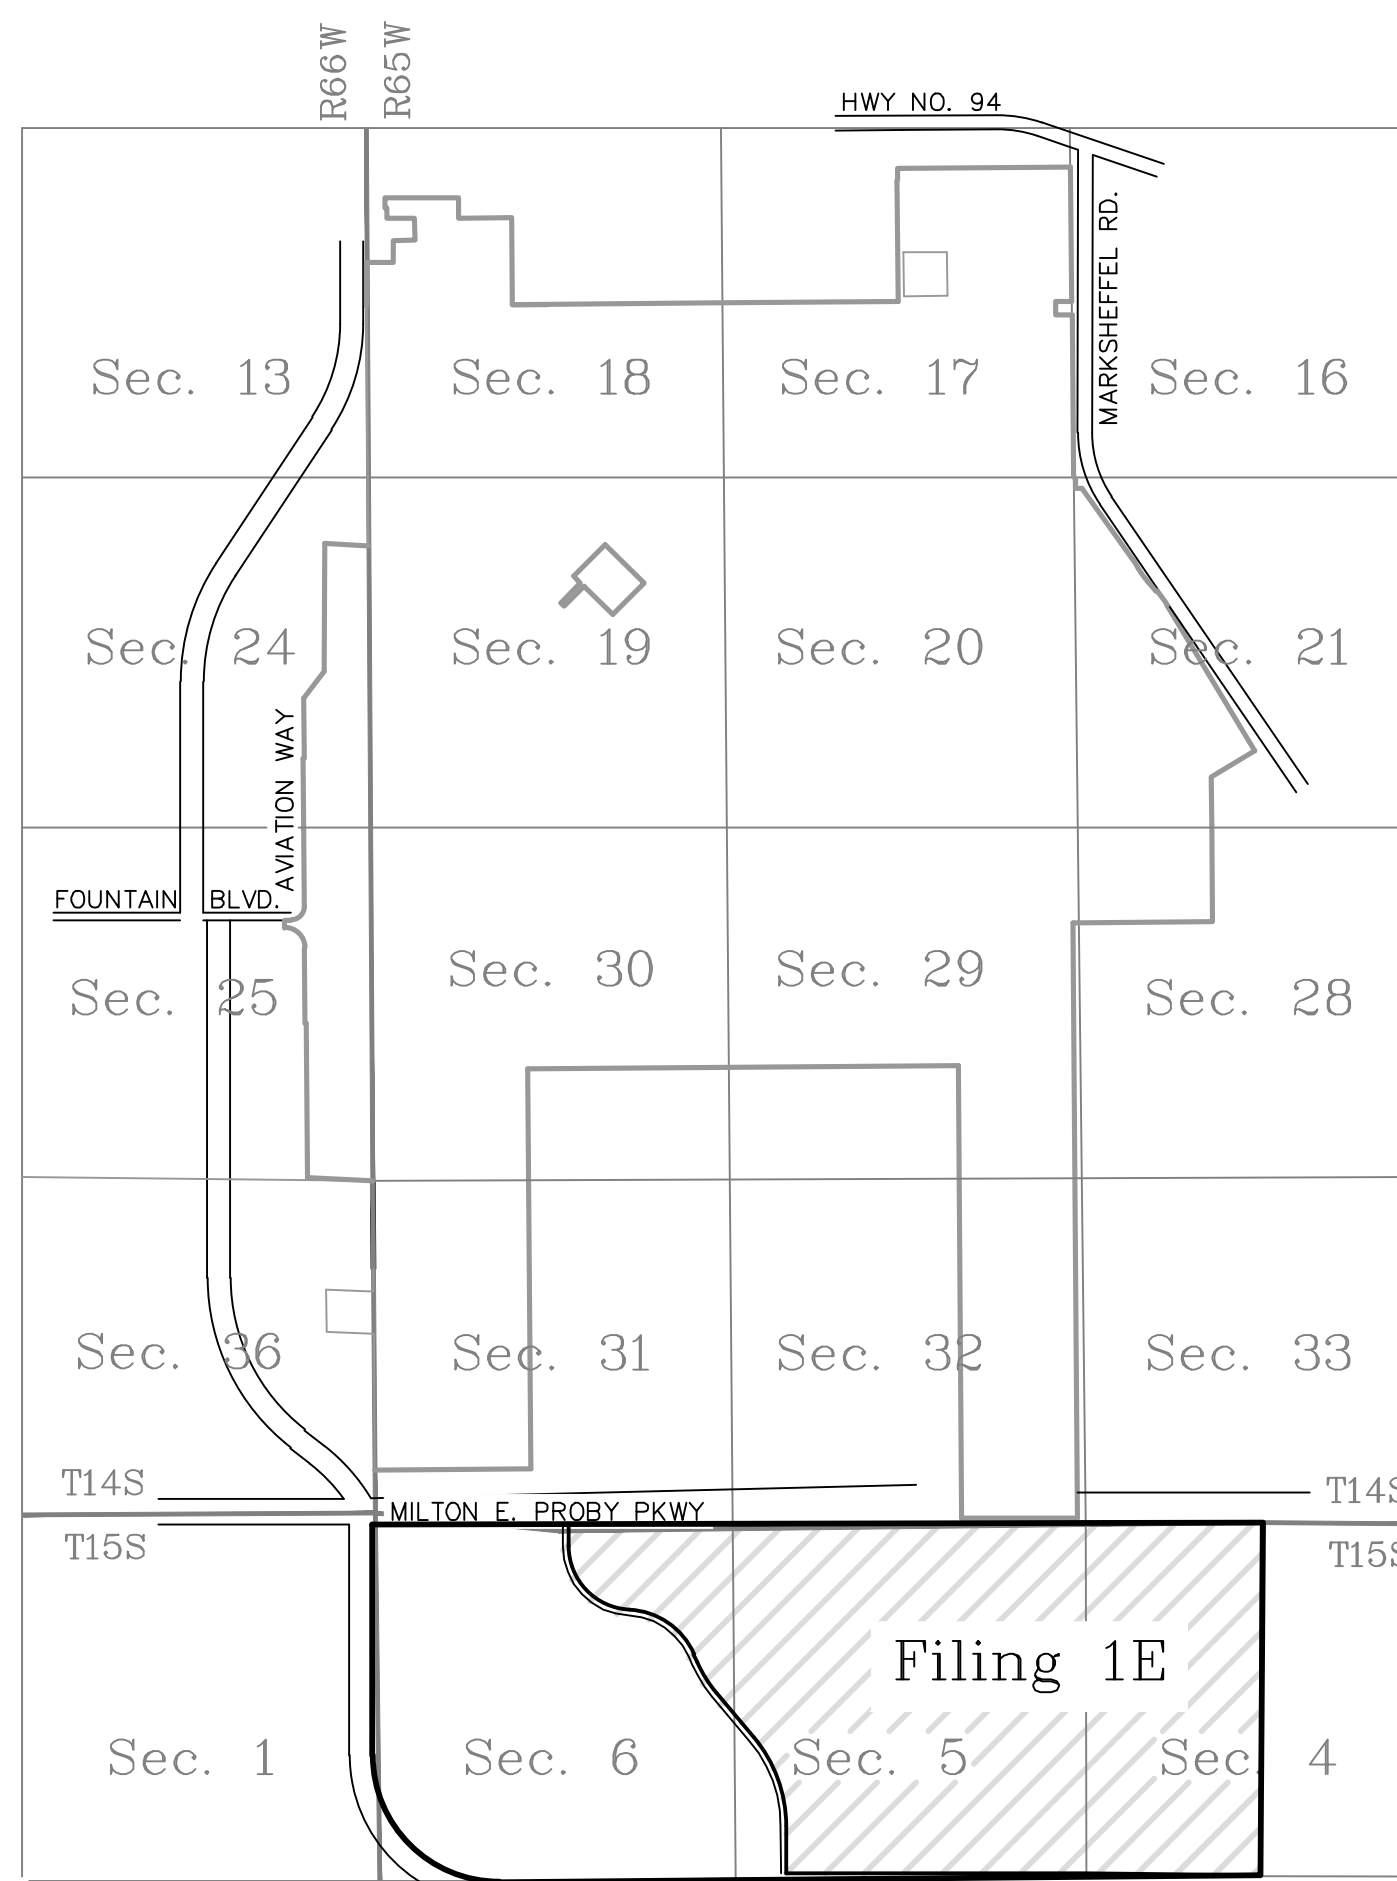 R66W
R65W
HWY NO. 94
MARKSHEFFEL RD.
Sec. 13
Sec. 18
Sec. 17
Sec. 16
Sec. 24
Sec. 19
Sec. 20
Sec. 21
AVIATION WAY
FOUNTAIN BLVD.
Sec. 25
Sec. 30
Sec. 29
Sec. 28
Sec. 36
Sec. 31
Sec. 32
Sec. 33
T14S
T14S
MILTON E. PROBY PKWY
T15S
T15S
Filing 1E
Sec. 1
Sec. 6
Sec. 5
Sec. 4